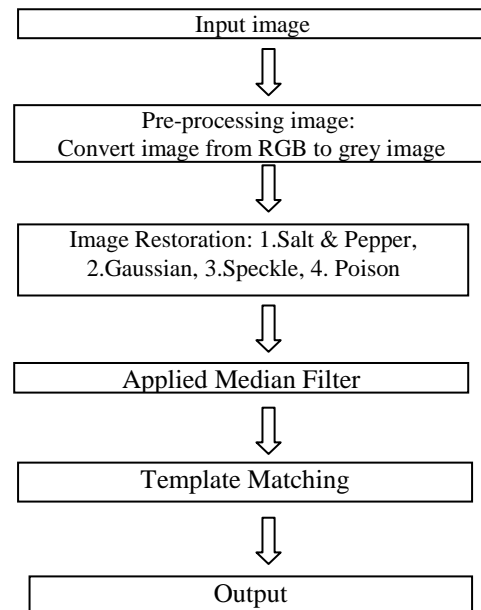 Input image
Pre-processing image:
Convert image from RGB to grey image
Image Restoration: 1.Salt & Pepper,
2.Gaussian, 3.Speckle, 4. Poison
Applied Median Filter
Template Matching
Output